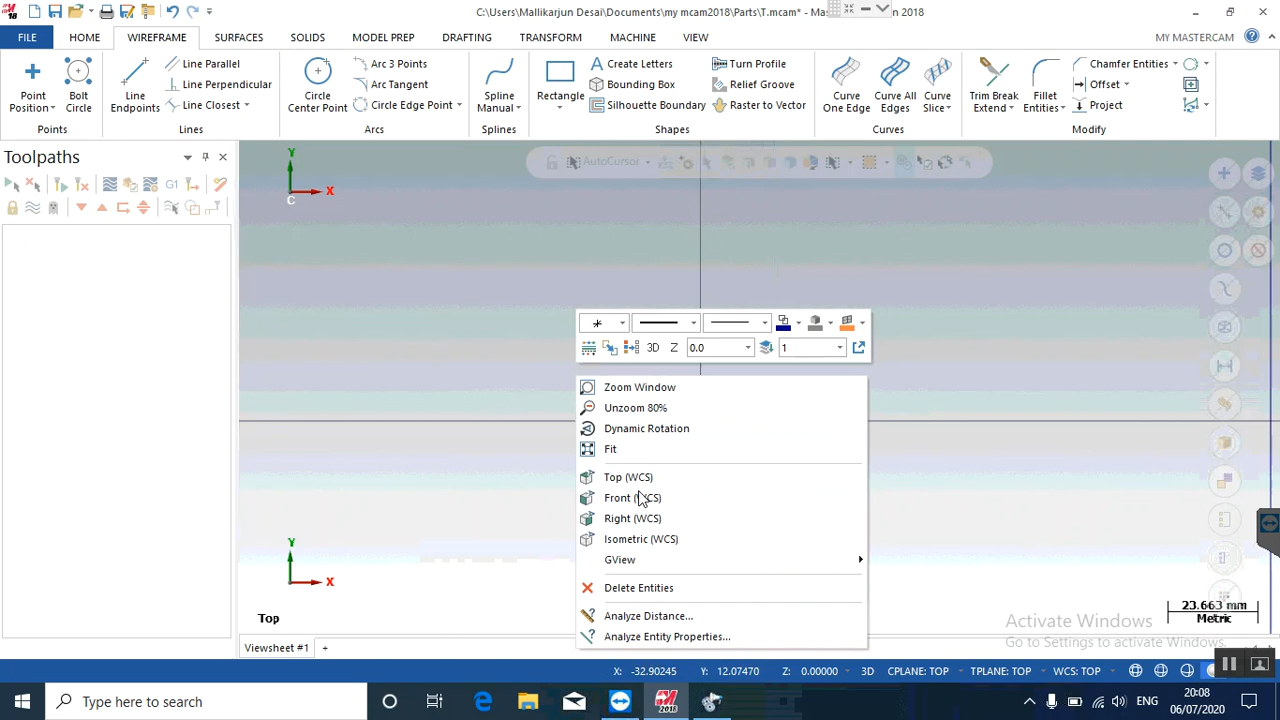 C:\Users\Mallikarjun Desai\Documents\my mcam2018\Parts\T.mcam* - Mas
n 2018
18
FILE HOME WIREFRAME SURFACES SOLIDS MODEL PREP DRAFTING TRANSFORM MACHINE VIEW MY MASTERCAM
Line Parallel Arc 3 Points Create Letters Turn Profile Chamfer Entities
Line Perpendicular Arc Tangent Bounding Box Relief Groove Offset
Point Position Bolt Circle Line Endpoints Line Closest Circle Center Point Circle Edge Point Spline Manual Rectangle Silhouette Boundary Raster to Vector Curve One Edge Curve All Edges Curve Slice Trim Break Extend Fillet Entities Project
Points Lines Arcs Splines Shapes Curves Modify
Toolpaths
G1
Y
X
C
AutoCursor
3D Z 0.0 1
Zoom Window
Unzoom 80%
Dynamic Rotation
Fit
Top (WCS)
Front (WCS)
Right (WCS)
Isometric (WCS)
GView
Delete Entities
Analyze Distance...
Analyze Entity Properties...
Y
X
Top
23.663 mm
Metric
Activate Windows
Go to Settings to activate Windows.
Viewsheet #1 +
X: -32.90245 Y: 12.07470 Z: 0.00000 3D CPLANE: TOP TPLANE: TOP WCS: TOP
Type here to search
2018
ENG
20:08
06/07/2020